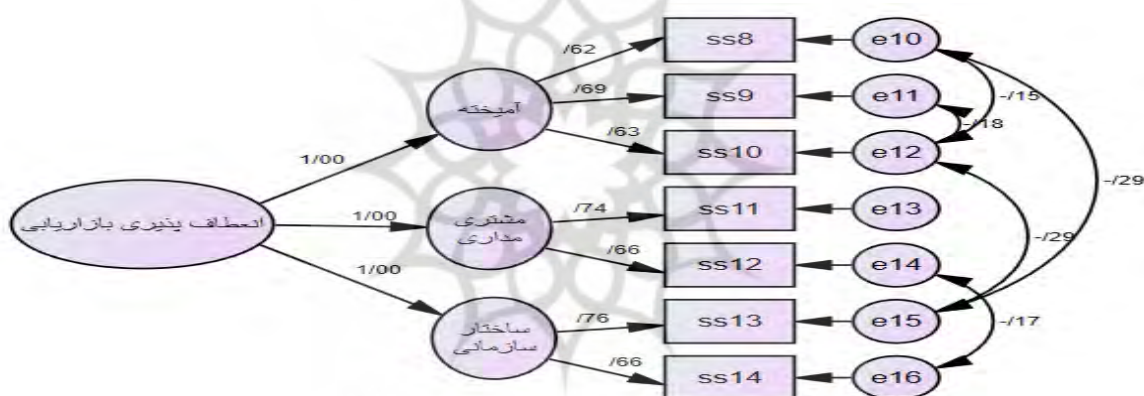 ss8
e10
/62
-/15
آمیخته
/69
ss9
e11
-/18
/63
ss10
e12
1/00
-/29
انعطاف پذیری بازاریابی
1/00
مشتری
مداری
/74
ss11
e13
/66
ss12
e14
-/29
1/00
ساختار
سازمانی
/76
ss13
e15
-/17
/66
ss14
e16